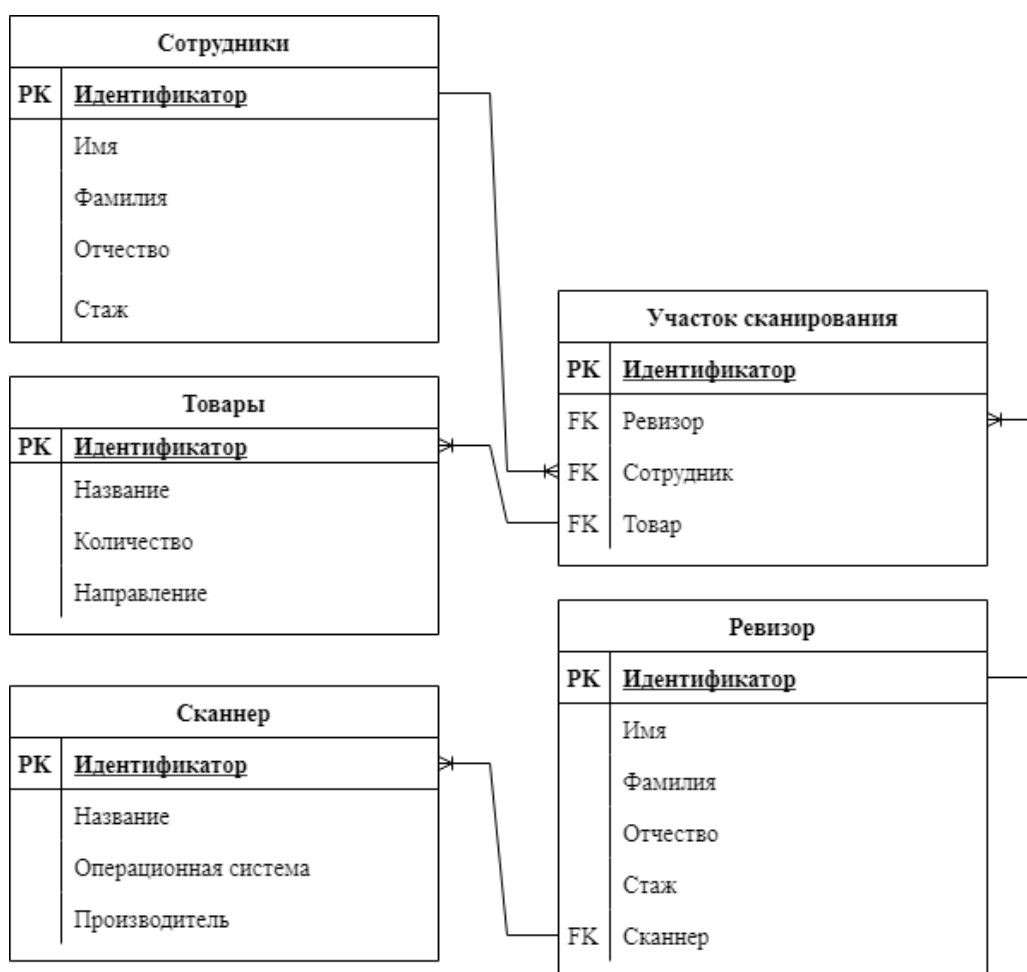 Сотрудники
PK Идентификатор
Имя
Фамилия
Отчество
Стаж
Товары
PK Идентификатор
Название
Количество
Направление
Сканнер
PK Идентификатор
Название
Операционная система
Производитель
Участок сканирования
PK Идентификатор
FK Ревизор
FK Сотрудник
FK Товар
Ревизор
PK Идентификатор
Имя
Фамилия
Отчество
Стаж
FK Сканнер